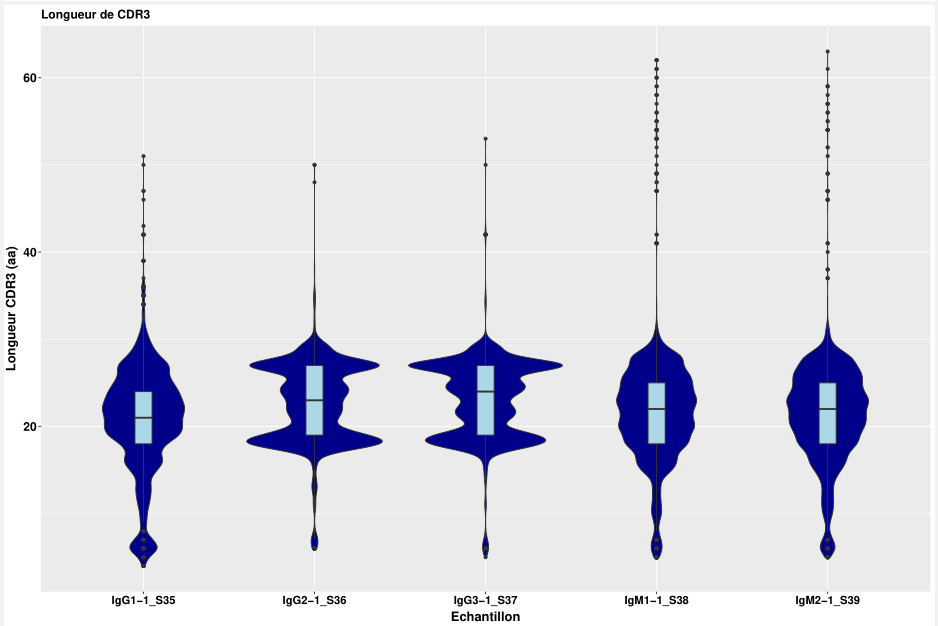 Longueur de CDR3
Longueur CDR3 (aa)
60
40
20
IgG1-1_S35 IgG2-1_S36 IgG3-1_S37 IgM1-1_S38 IgM2-1_S39
Echantillon